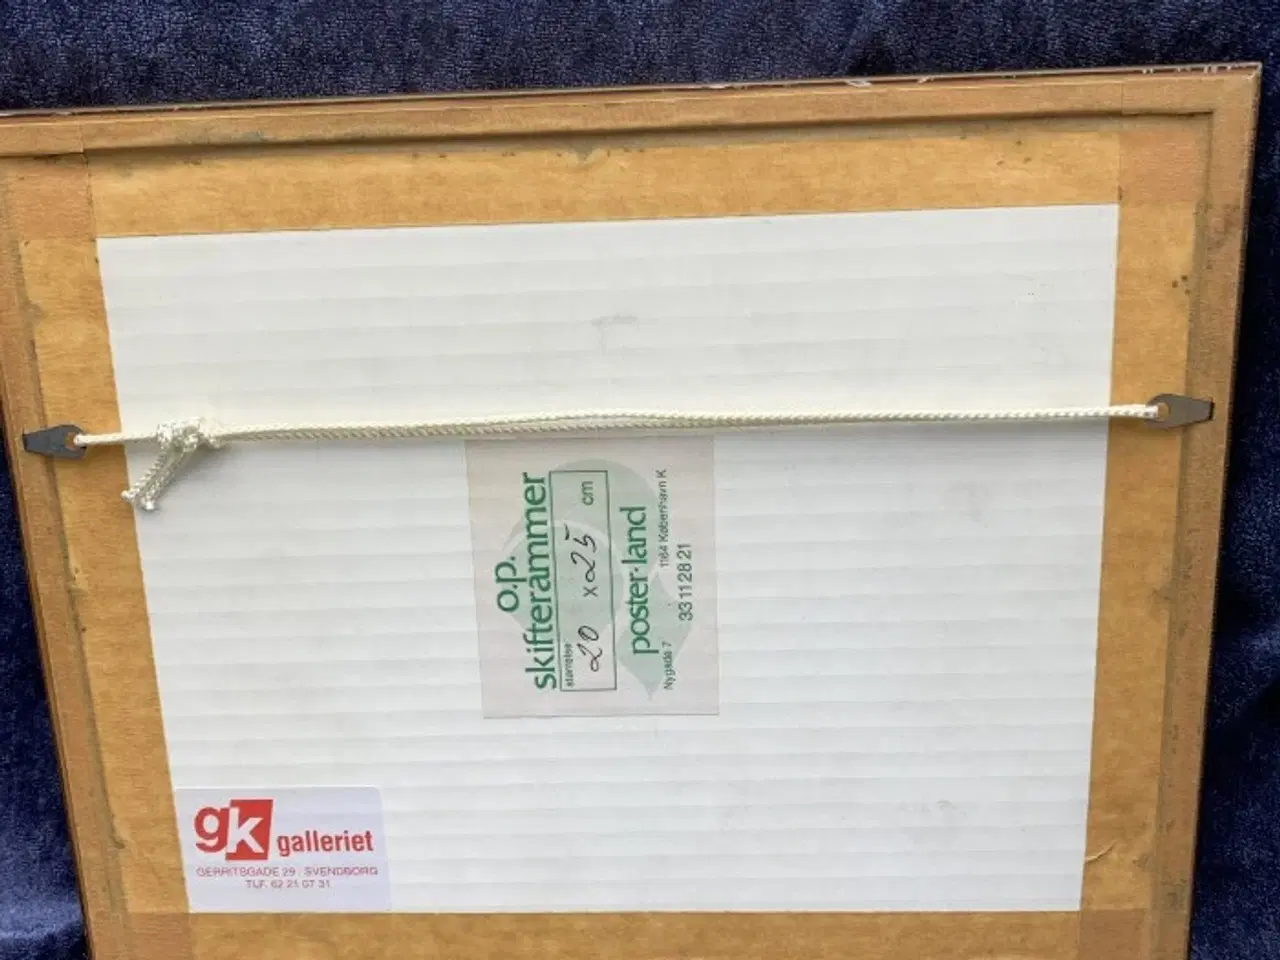 o.p.
skifterammer
størrelse
20 x 25 cm
poster·land
Nygade 7 1164 København K
33 11 28 21
gk galleriet
GERRITSGADE 29 SVENDBORG
TLF. 62 21 07 31